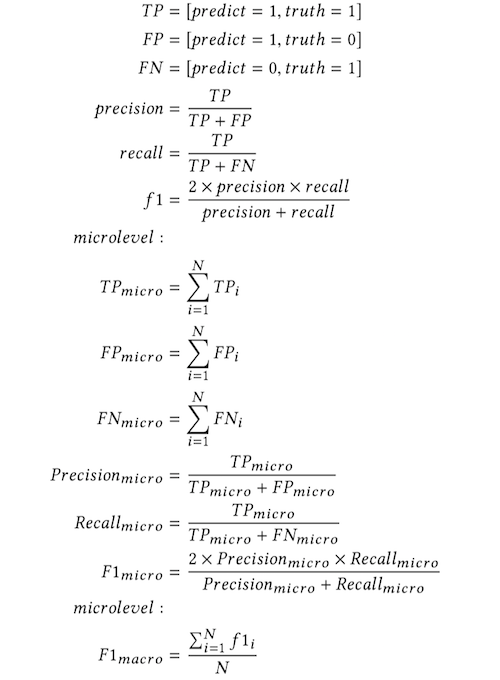 TP = [predict = 1, truth = 1]
FP = [predict = 1, truth = 0]
FN = [predict = 0, truth = 1]
precision = \frac{TP}{TP + FP}
recall = \frac{TP}{TP + FN}
f1 = \frac{2 × precision × recall}{precision + recall}
microlevel :
TP_{micro} = \sum_{i=1}^{N} TP_i
FP_{micro} = \sum_{i=1}^{N} FP_i
FN_{micro} = \sum_{i=1}^{N} FN_i
Precision_{micro} = \frac{TP_{micro}}{TP_{micro} + FP_{micro}}
Recall_{micro} = \frac{TP_{micro}}{TP_{micro} + FN_{micro}}
F1_{micro} = \frac{2 × Precision_{micro} × Recall_{micro}}{Precision_{micro} + Recall_{micro}}
microlevel :
F1_{macro} = \frac{\sum_{i=1}^{N} f1_i}{N}